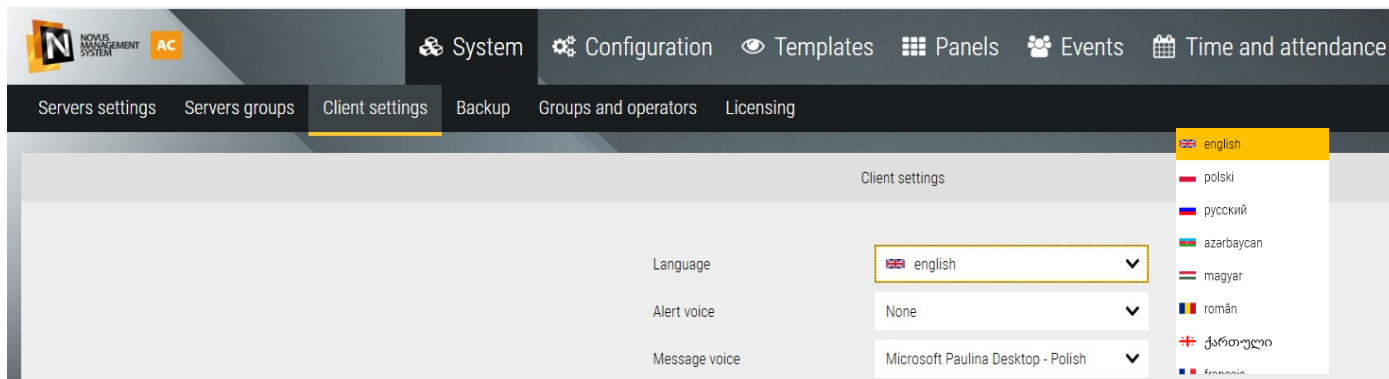 NOVUS
MANAGEMENT
SYSTEM
AC
System Configuration Templates Panels Events Time and attendance
Servers settings Servers groups Client settings Backup Groups and operators Licensing
Client settings
Language english
Alert voice None
Message voice Microsoft Paulina Desktop - Polish
english
polski
русский
azərbaycan
magyar
român
ქართული
français